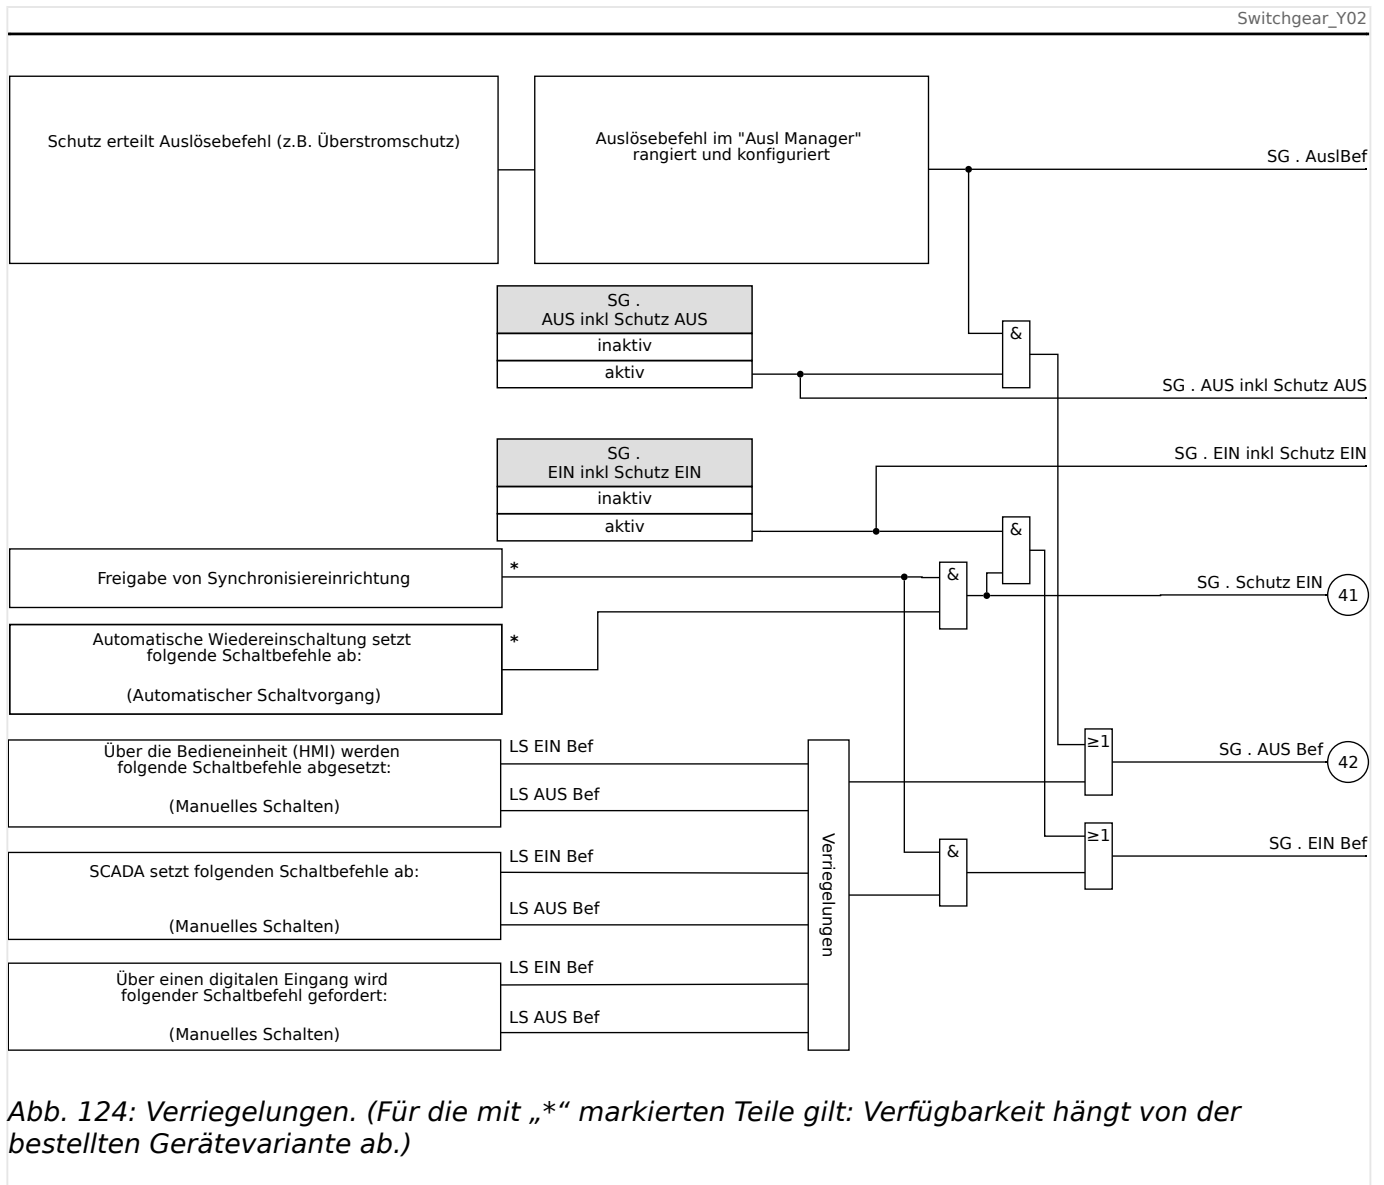 Switchgear_Y02
Schutz erteilt Auslösebefehl (z.B. Überstromschutz)
Auslösebefehl im "Ausl Manager"
rangiert und konfiguriert
SG . AuslBef
SG .
AUS inkl Schutz AUS
inaktiv
aktiv
&
SG . AUS inkl Schutz AUS
SG .
EIN inkl Schutz EIN
inaktiv
aktiv
SG . EIN inkl Schutz EIN
&
Freigabe von Synchronisiereinrichtung
*
&
SG . Schutz EIN
41
Automatische Wiedereinschaltung setzt
folgende Schaltbefehle ab:
(Automatischer Schaltvorgang)
*
Über die Bedieneinheit (HMI) werden
folgende Schaltbefehle abgesetzt:
(Manuelles Schalten)
LS EIN Bef
LS AUS Bef
≥1
SG . AUS Bef
42
SCADA setzt folgenden Schaltbefehle ab:
(Manuelles Schalten)
LS EIN Bef
LS AUS Bef
Verriegelungen
&
≥1
SG . EIN Bef
Über einen digitalen Eingang wird
folgender Schaltbefehl gefordert:
(Manuelles Schalten)
LS EIN Bef
LS AUS Bef
Abb. 124: Verriegelungen. (Für die mit „*“ markierten Teile gilt: Verfügbarkeit hängt von der
bestellten Gerätevariante ab.)